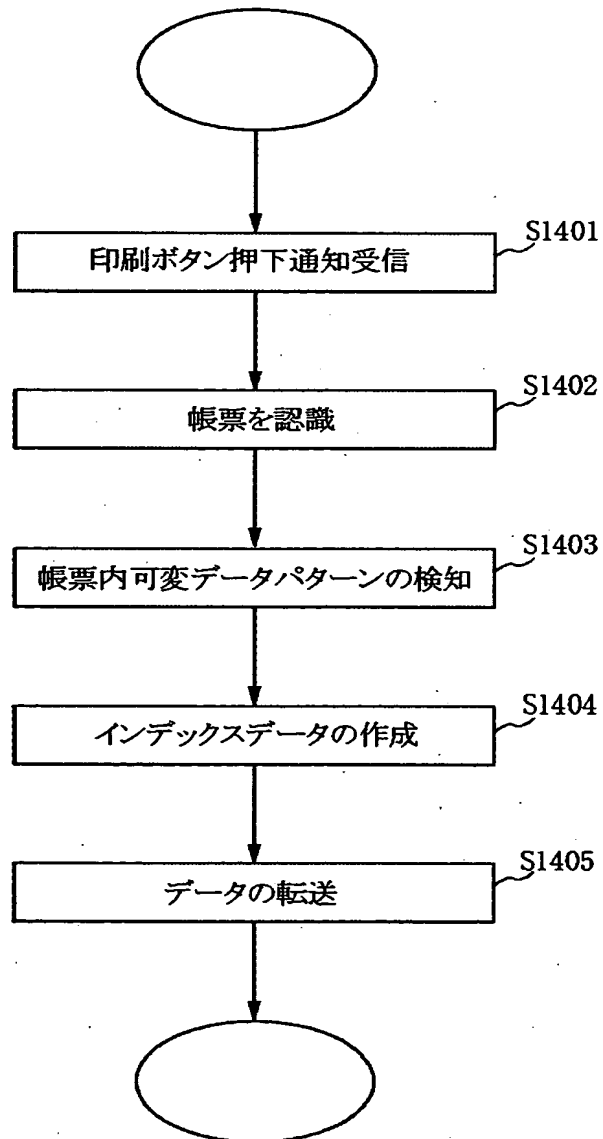 S1401
印刷ボタン押下通知受信
S1402
帳票を認識
S1403
帳票内可変データパターンの検知
S1404
インデックスデータの作成
S1405
データの転送